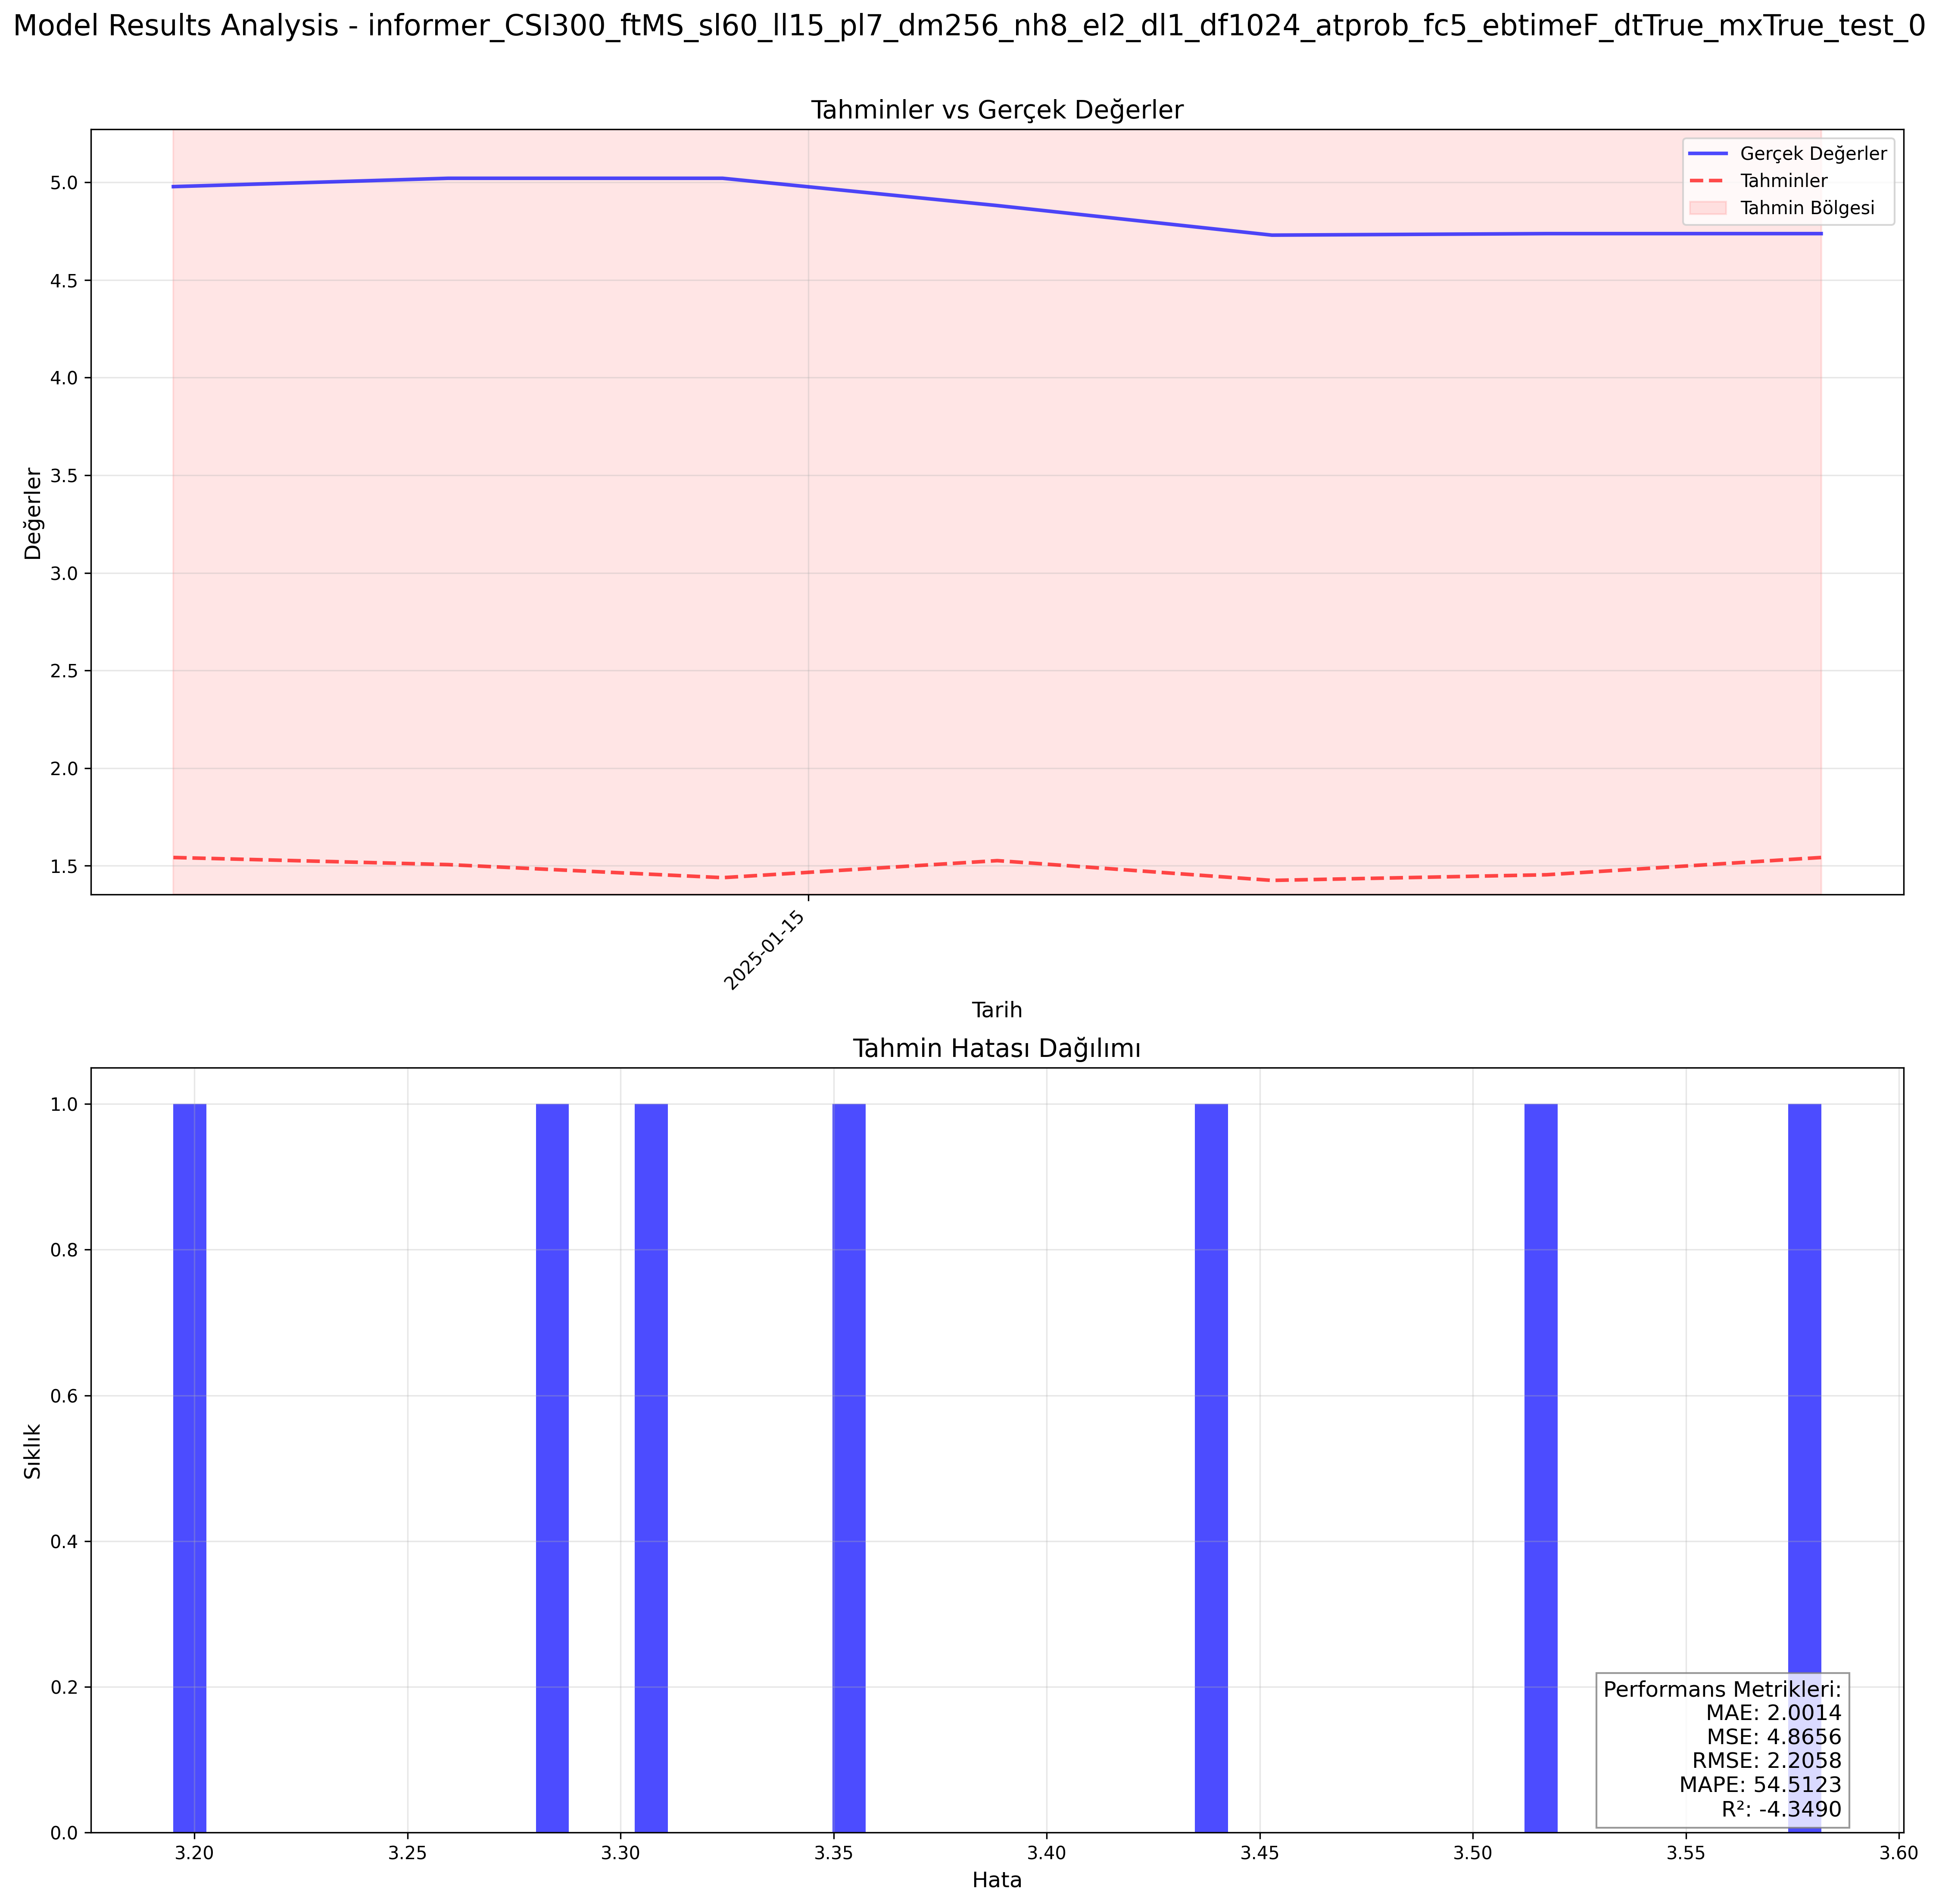 Model Results Analysis - informer_CSI300_ftMS_sl60_ll15_pl7_dm256_nh8_el2_dl1_df1024_atprob_fc5_ebtimeF_dtTrue_mxTrue_test_0
Tahminler vs Gerçek Değerler
Gerçek Değerler
Tahminler
Tahmin Bölgesi
Değerler
5.0
4.5
4.0
3.5
3.0
2.5
2.0
1.5
2025-01-15
Tarih
Tahmin Hatası Dağılımı
Sıklık
1.0
0.8
0.6
0.4
0.2
0.0
Performans Metrikleri:
MAE: 2.0014
MSE: 4.8656
RMSE: 2.2058
MAPE: 54.5123
R²: -4.3490
3.20
3.25
3.30
3.35
3.40
3.45
3.50
3.55
3.60
Hata